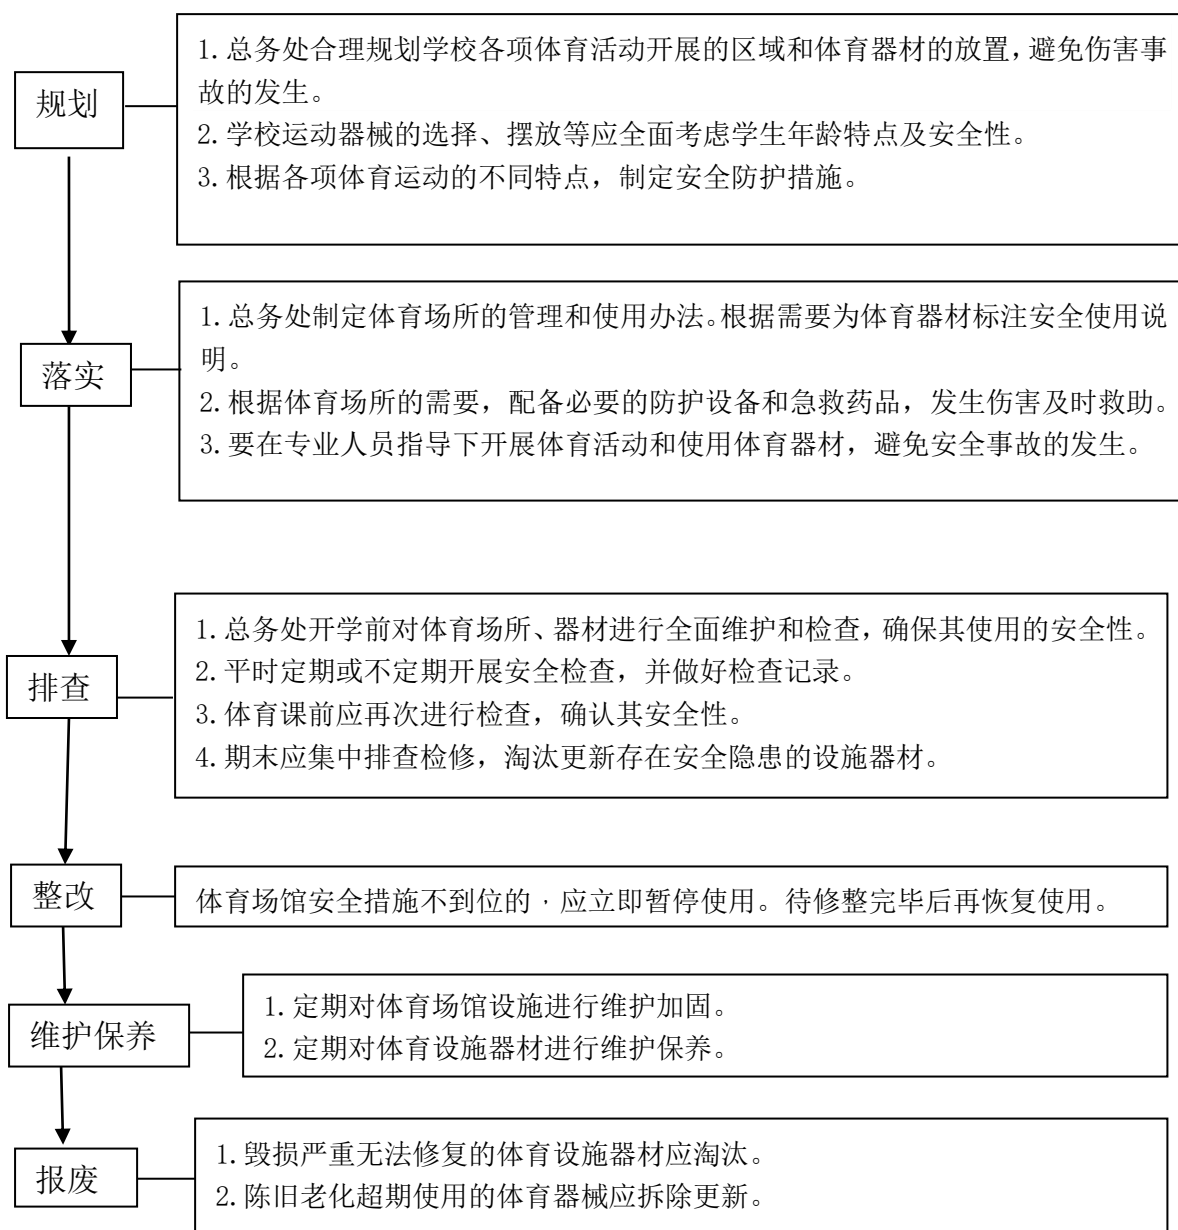 规划
1.总务处合理规划学校各项体育活动开展的区域和体育器材的放置,避免伤害事
故的发生。
2.学校运动器械的选择、摆放等应全面考虑学生年龄特点及安全性。
3.根据各项体育运动的不同特点，制定安全防护措施。
落实
1.总务处制定体育场所的管理和使用办法。根据需要为体育器材标注安全使用说
明。
2.根据体育场所的需要，配备必要的防护设备和急救药品，发生伤害及时救助。
3.要在专业人员指导下开展体育活动和使用体育器材，避免安全事故的发生。
排查
1.总务处开学前对体育场所、器材进行全面维护和检查,确保其使用的安全性。
2.平时定期或不定期开展安全检查，并做好检查记录。
3.体育课前应再次进行检查，确认其安全性。
4.期末应集中排查检修，淘汰更新存在安全隐患的设施器材。
整改
体育场馆安全措施不到位的·应立即暂停使用。待修整完毕后再恢复使用。
维护保养
1.定期对体育场馆设施进行维护加固。
2.定期对体育设施器材进行维护保养。
报废
1.毁损严重无法修复的体育设施器材应淘汰。
2.陈旧老化超期使用的体育器械应拆除更新。